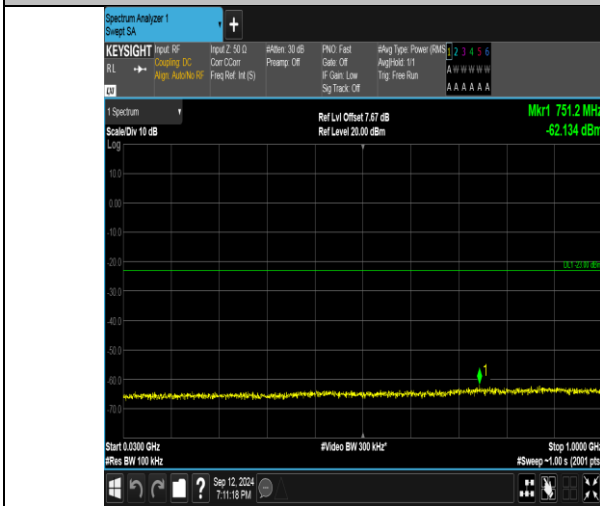 Spectrum Analyzer 1
Swept SA
+
KEYSIGHT
RL
Input: RF
Coupling: DC
Align: Auto/No RF
Input Z: 50 Ω
Corr CCorr
Freq Ref: Int (S)
#Atten: 30 dB
Preamp: Off
PNO: Fast
Gate: Off
IF Gain: Low
Sig Track: Off
#Avg Type: Power (RMS
Avg|Hold: 1/1
Trig: Free Run
1 2 3 4 5 6
A W W W W W
A A A A A A
1 Spectrum
Scale/Div 10 dB
Log
Ref Lvl Offset 7.67 dB
Ref Level 20.00 dBm
Mkr1 751.2 MHz
-62.134 dBm
10.0
0.00
-10.0
-20.0
-30.0
-40.0
-50.0
-60.0
-70.0
DL1 -23.00 dBm
1
Start 0.0300 GHz
#Res BW 100 kHz
#Video BW 300 kHz*
Stop 1.0000 GHz
#Sweep ~1.00 s (2001 pts
?
Sep 12, 2024
7:11:18 PM